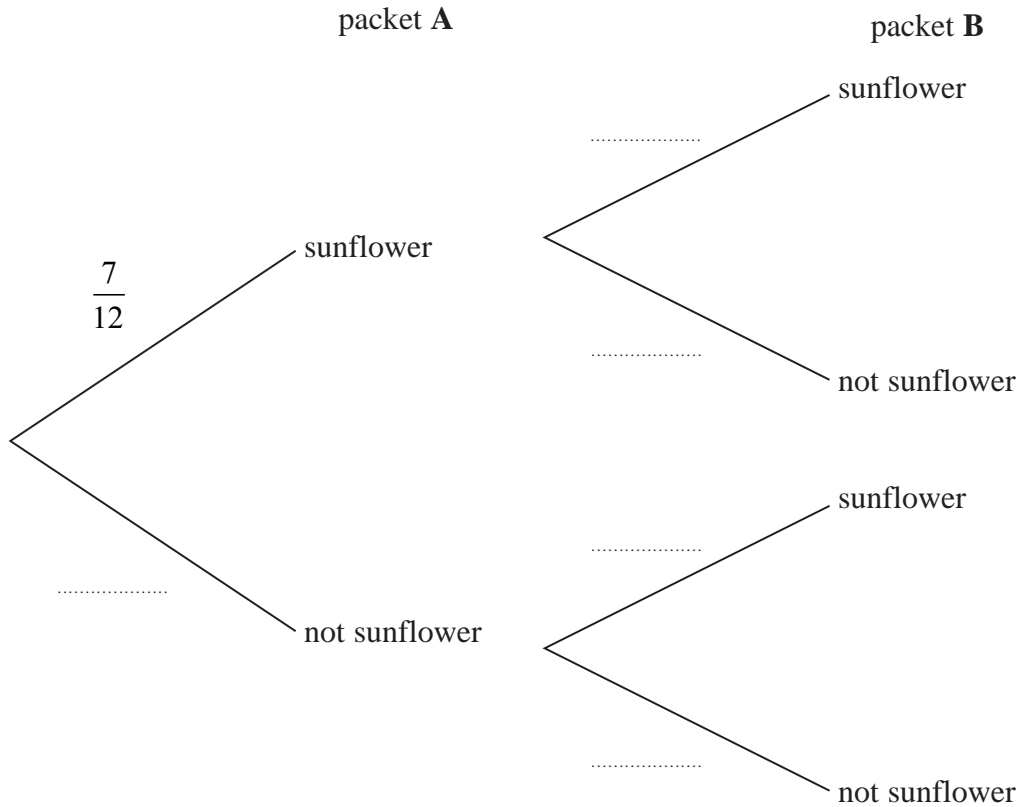 packet A
packet B
sunflower
....................
sunflower
7
12
....................
not sunflower
sunflower
....................
....................
not sunflower
....................
not sunflower